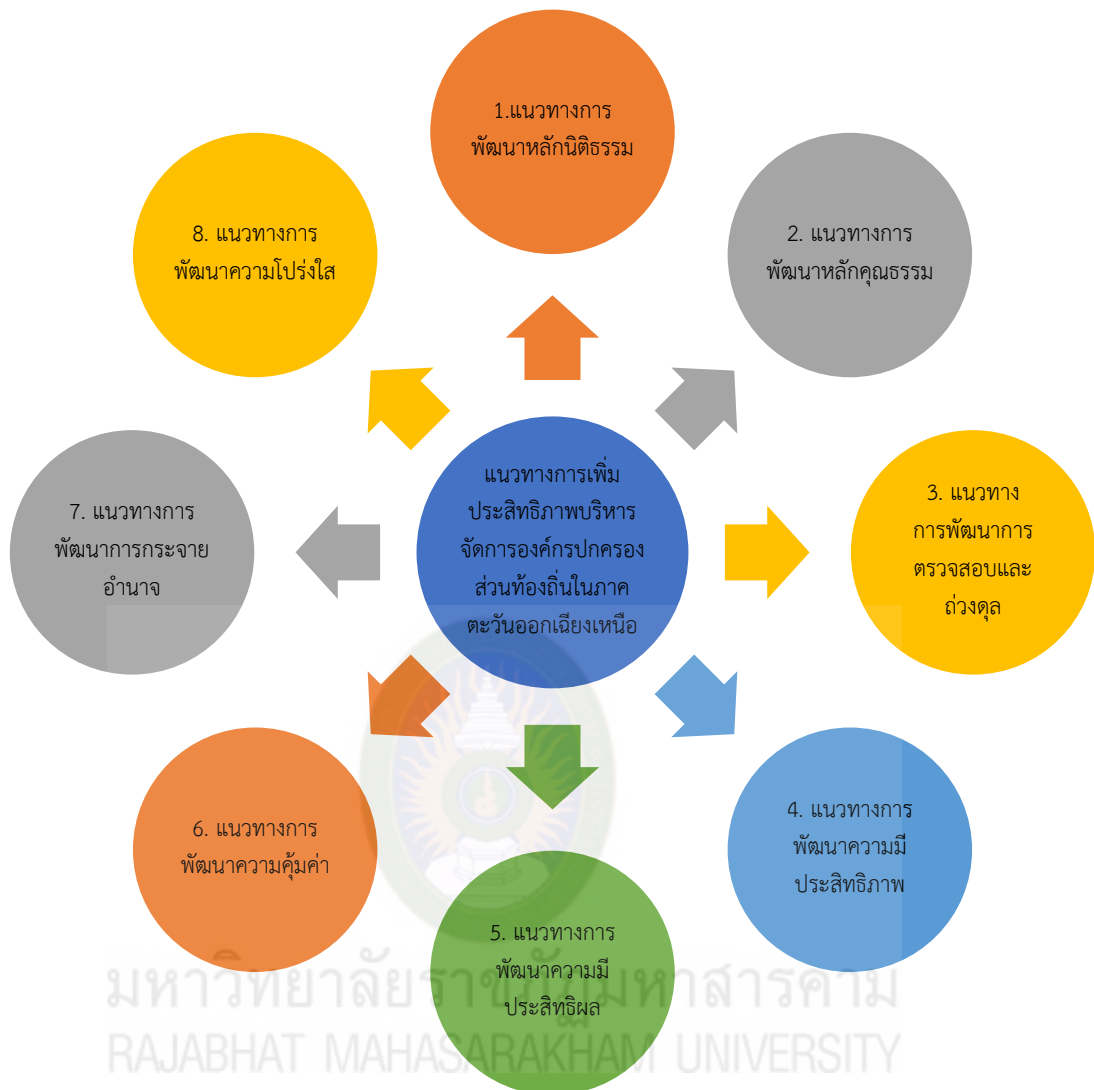 1.แนวทางการ
พัฒนาหลักนิติธรรม
2. แนวทางการ
พัฒนาหลักคุณธรรม
3. แนวทาง
การพัฒนาการ
ตรวจสอบและ
ถ่วงดุล
4. แนวทางการ
พัฒนาความมี
ประสิทธิภาพ
5. แนวทางการ
พัฒนาความมี
ประสิทธิผล
6. แนวทางการ
พัฒนาความคุ้มค่า
7. แนวทางการ
พัฒนาการกระจาย
อำนาจ
8. แนวทางการ
พัฒนาความโปร่งใส
แนวทางการเพิ่ม
ประสิทธิภาพบริหาร
จัดการองค์กรปกครอง
ส่วนท้องถิ่นในภาค
ตะวันออกเฉียงเหนือ
มหาวิทยาลัยราชภัฏมหาสารคาม
RAJABHAT MAHASARAKHAM UNIVERSITY